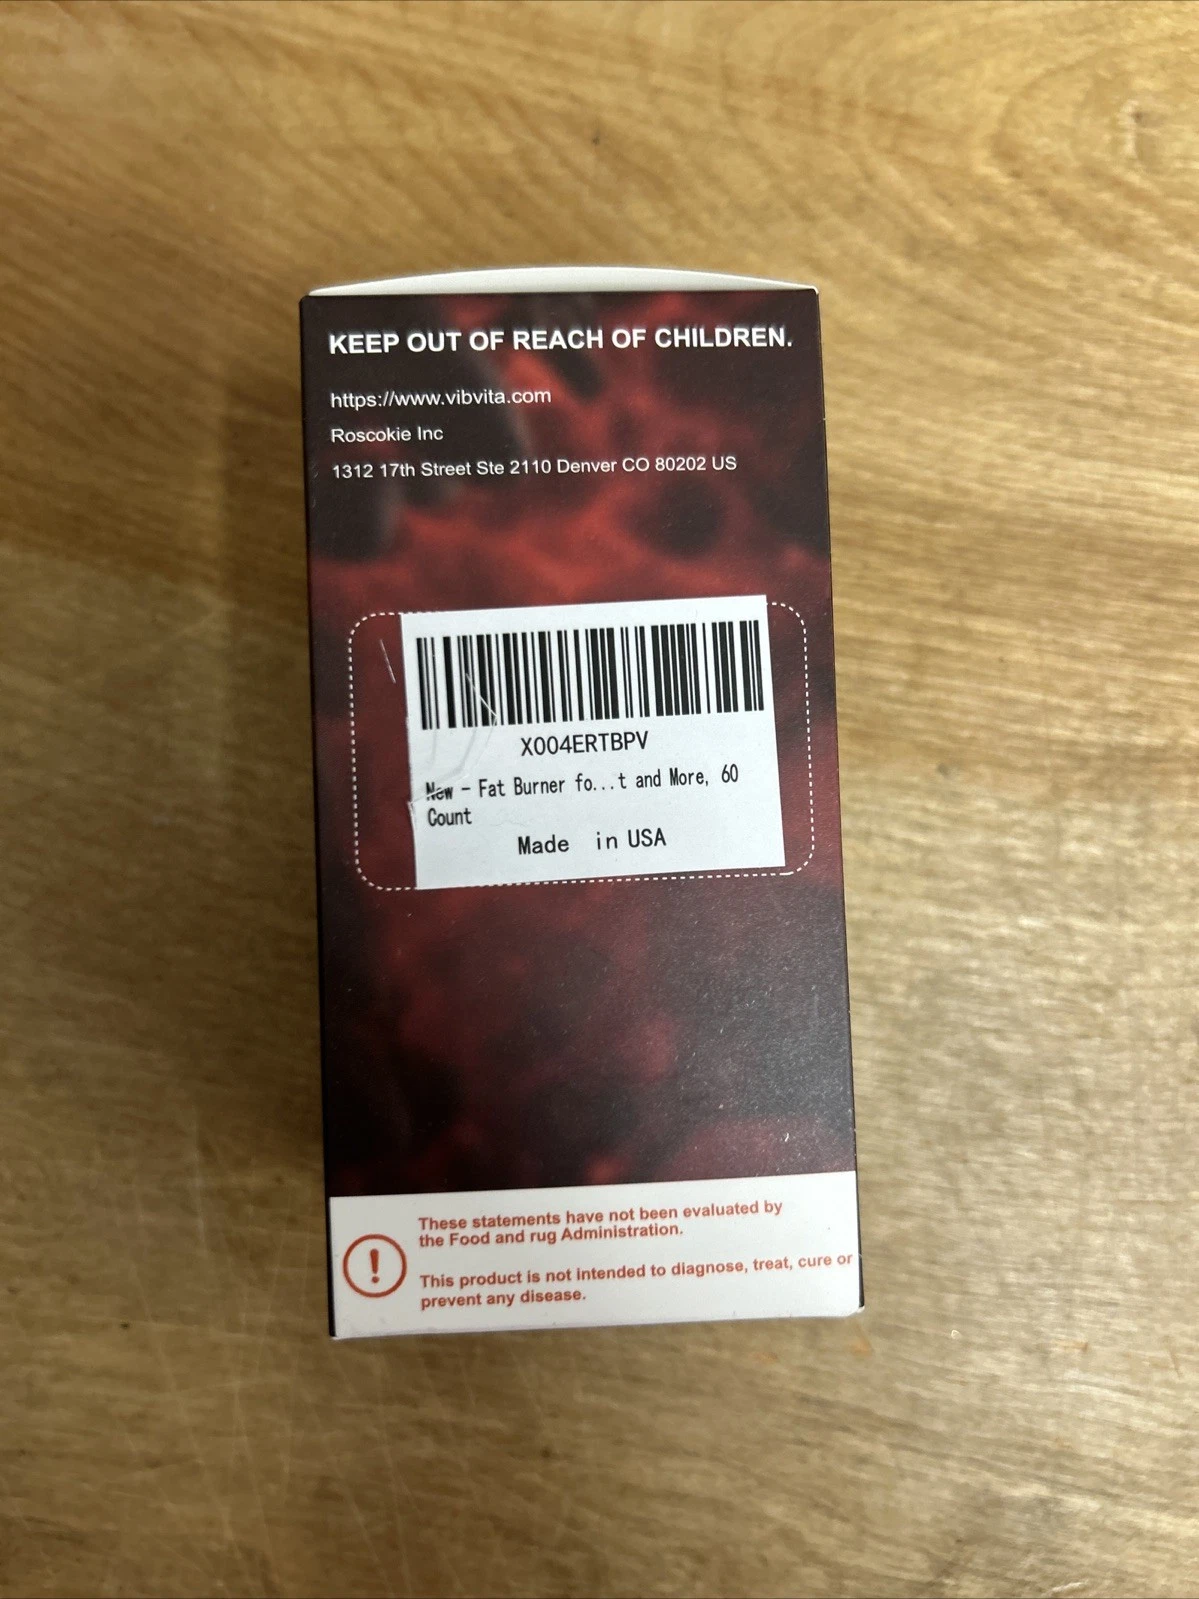 KEEP OUT OF REACH OF CHILDREN.
https://www.vibvita.com
Roscokie Inc
1312 17th Street Ste 2110 Denver CO 80202 US
X004ERTBPV
New - Fat Burner fo...t and More, 60
Count
Made in USA
These statements have not been evaluated by
the Food and rug Administration.
This product is not intended to diagnose, treat, cure or
prevent any disease.